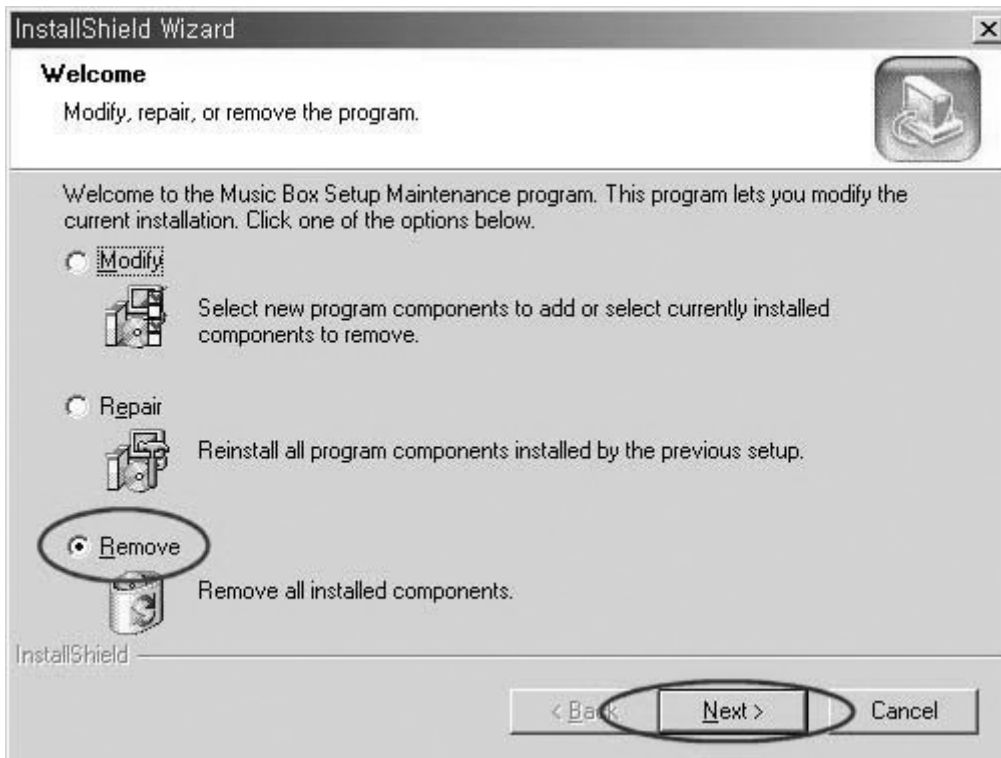 InstallShield Wizard
Welcome
Modify, repair, or remove the program.
Welcome to the Music Box Setup Maintenance program. This program lets you modify the
current installation. Click one of the options below.
Modify
Select new program components to add or select currently installed
components to remove.
Repair
Reinstall all program components installed by the previous setup.
Remove
Remove all installed components.
InstallShield
< Back Next > Cancel